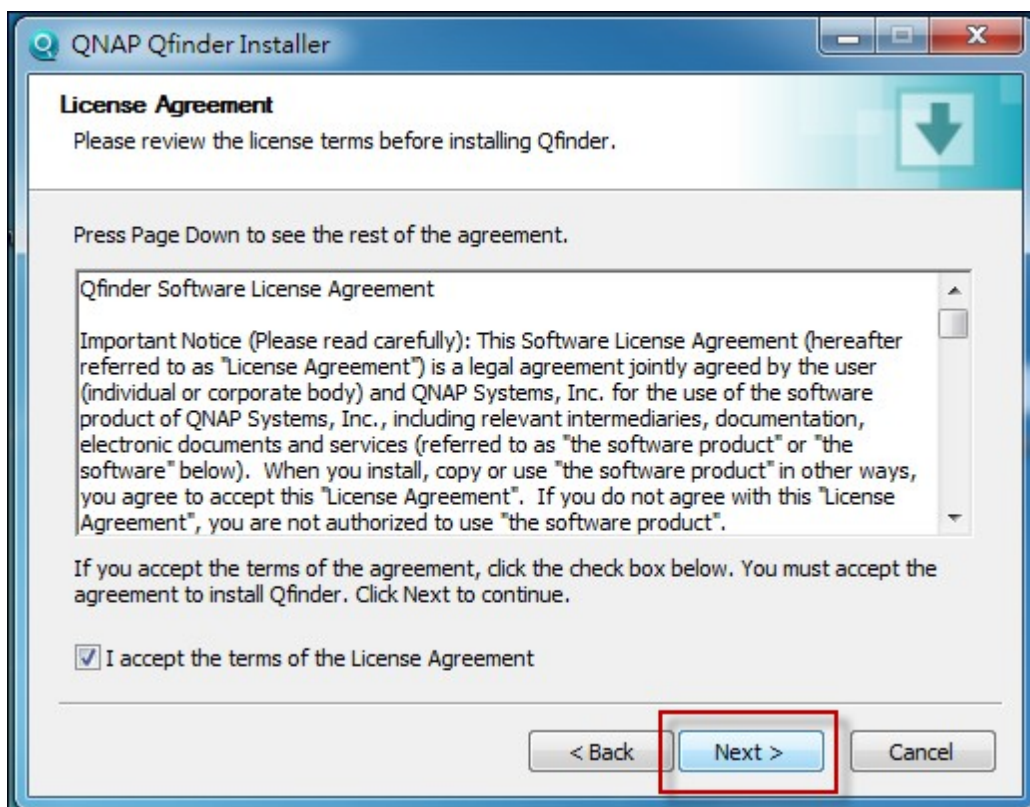 QNAP Qfinder Installer
License Agreement
Please review the license terms before installing Qfinder.
Press Page Down to see the rest of the agreement.
Qfinder Software License Agreement
Important Notice (Please read carefully): This Software License Agreement (hereafter
referred to as "License Agreement") is a legal agreement jointly agreed by the user
(individual or corporate body) and QNAP Systems, Inc. for the use of the software
product of QNAP Systems, Inc., including relevant intermediaries, documentation,
electronic documents and services (referred to as "the software product" or "the
software" below).  When you install, copy or use "the software product" in other ways,
you agree to accept this "License Agreement".  If you do not agree with this "License
Agreement", you are not authorized to use "the software product".
If you accept the terms of the agreement, click the check box below. You must accept the
agreement to install Qfinder. Click Next to continue.
I accept the terms of the License Agreement
< Back Next > Cancel